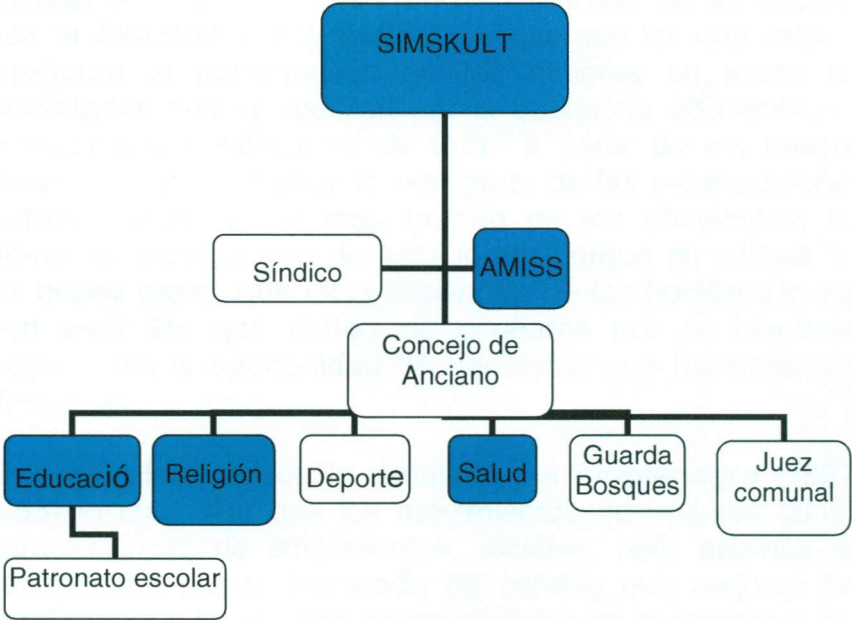 SIMSKULT
Síndico
AMISS
Concejo de
Anciano
Educació
Religión
Deporte
Salud
Guarda
Bosques
Juez
comunal
Patronato escolar